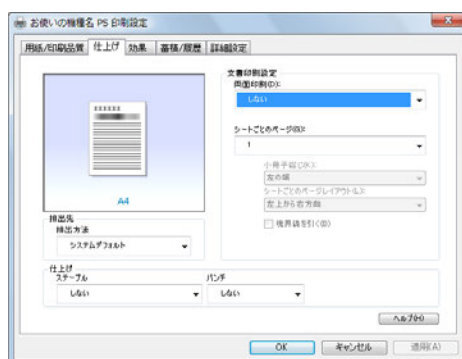 お使いの機種名 PS 印刷設定
用紙/印刷品質 仕上げ 効果 蓄積/履歴 詳細設定
文書印刷設定
両面印刷(D):
しない
シートごとのページ(G):
1
小冊子綴じ(X):
左の端
シートごとのページレイアウト(L):
左上から右方向
境界線を引く(B)
XXXXXX
A4
排出先
排出方法
システムデフォルト
仕上げ
ステープル パンチ
しない しない
ヘルプ(H)
OK キャンセル 適用(A)